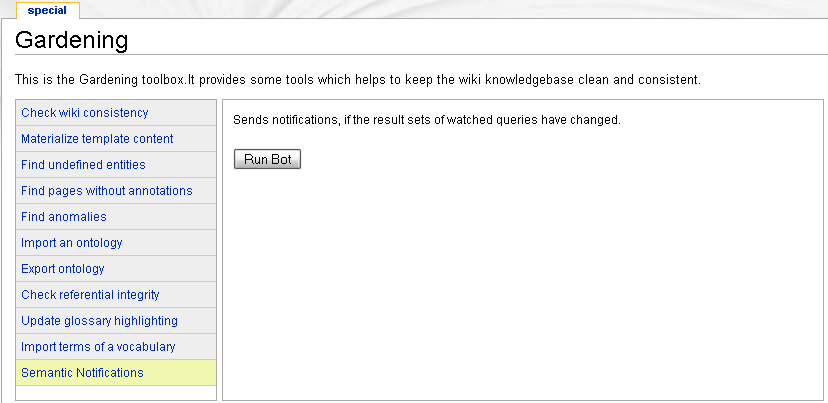 special
Gardening
This is the Gardening toolbox.It provides some tools which helps to keep the wiki knowledgebase clean and consistent.
Check wiki consistency
Materialize template content
Find undefined entities
Find pages without annotations
Find anomalies
Import an ontology
Export ontology
Check referential integrity
Update glossary highlighting
Import terms of a vocabulary
Semantic Notifications
Sends notifications, if the result sets of watched queries have changed.
Run Bot